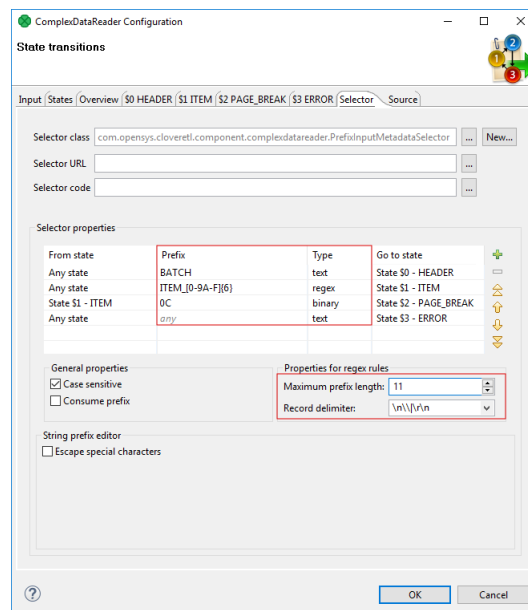 ComplexDataReader Configuration
State transitions
1 2 3
Input States Overview $0 HEADER $1 ITEM $2 PAGE_BREAK $3 ERROR Selector Source
Selector class com.opensys.cloveretl.component.complexdatareader.PrefixInputMetadataSelector ... New...
Selector URL ...
Selector code ...
Selector properties
From state Prefix Type Go to state
Any state BATCH text State $0 - HEADER
Any state ITEM_[0-9A-F]{6} regex State $1 - ITEM
State $1 - ITEM 0C binary State $2 - PAGE_BREAK
Any state any text State $3 - ERROR
General properties Properties for regex rules
Case sensitive Maximum prefix length: 11
Consume prefix Record delimiter: \n\\|\r\n
String prefix editor
Escape special characters
? OK Cancel